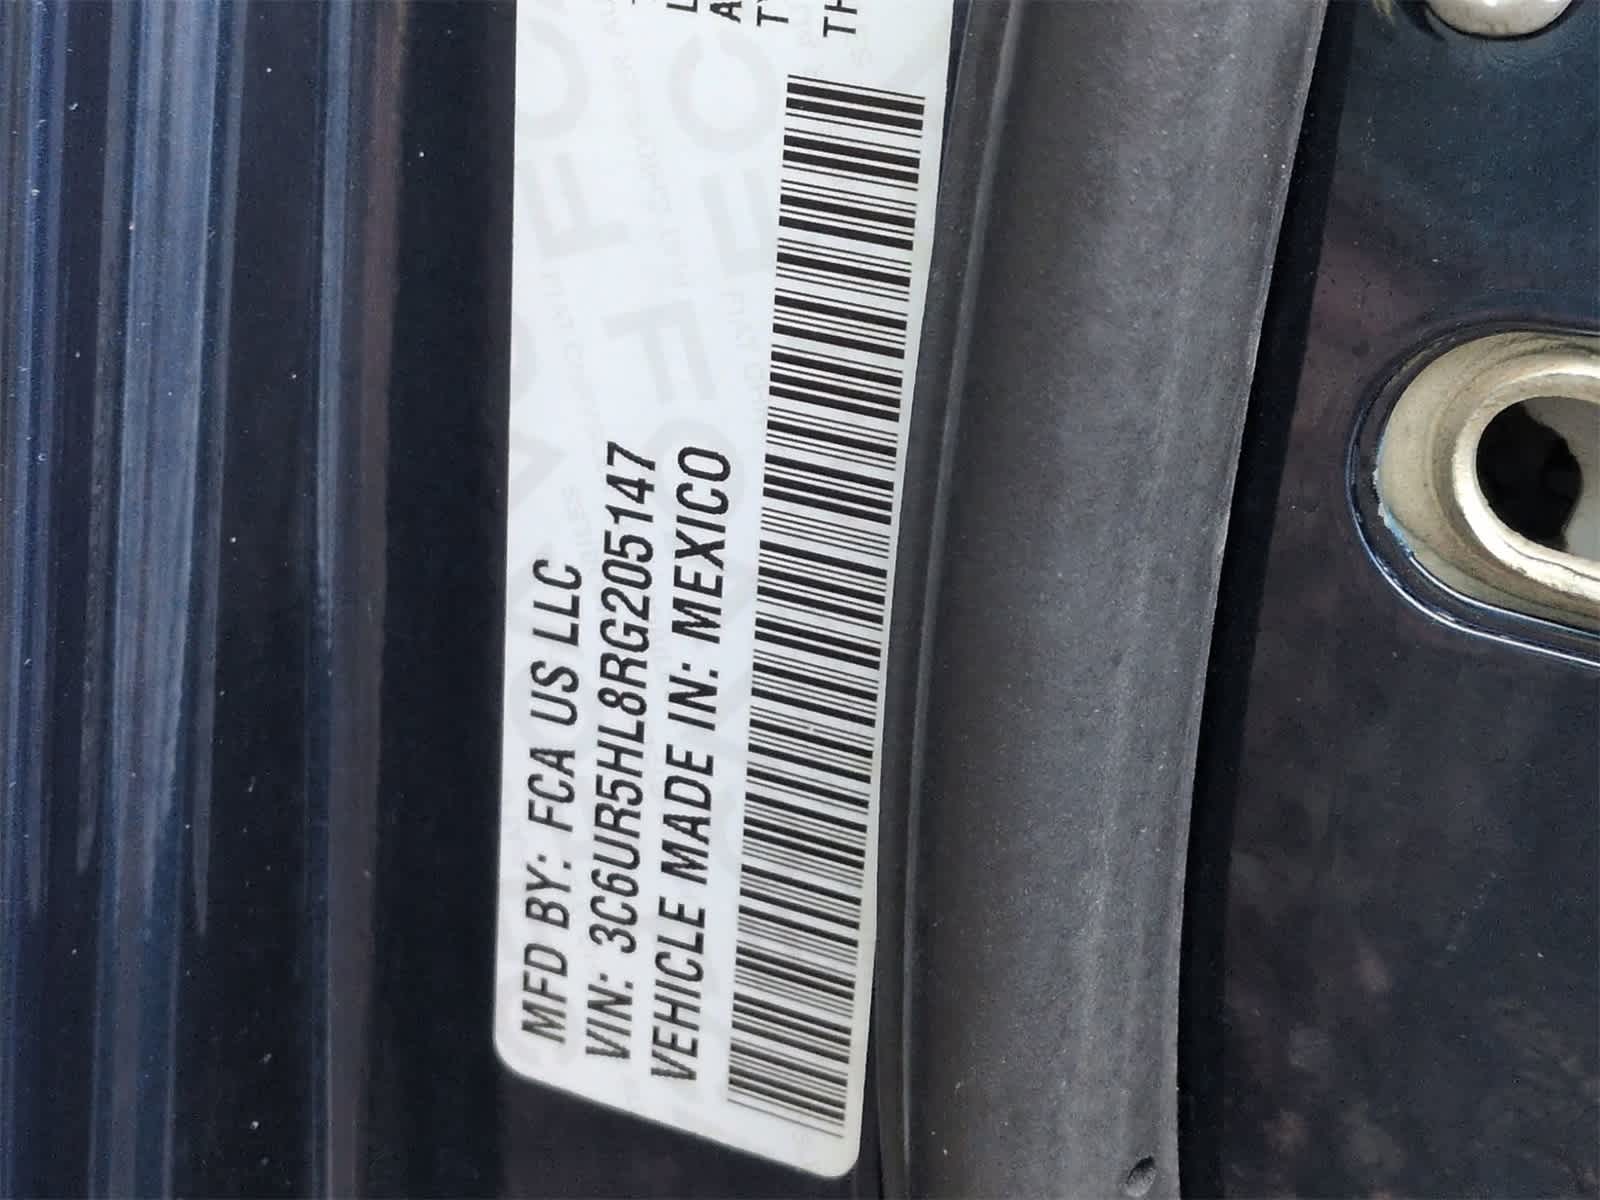 MFD BY: FCA US LLC
VIN: 3C6UR5HL8RG205147
VEHICLE MADE IN: MEXICO